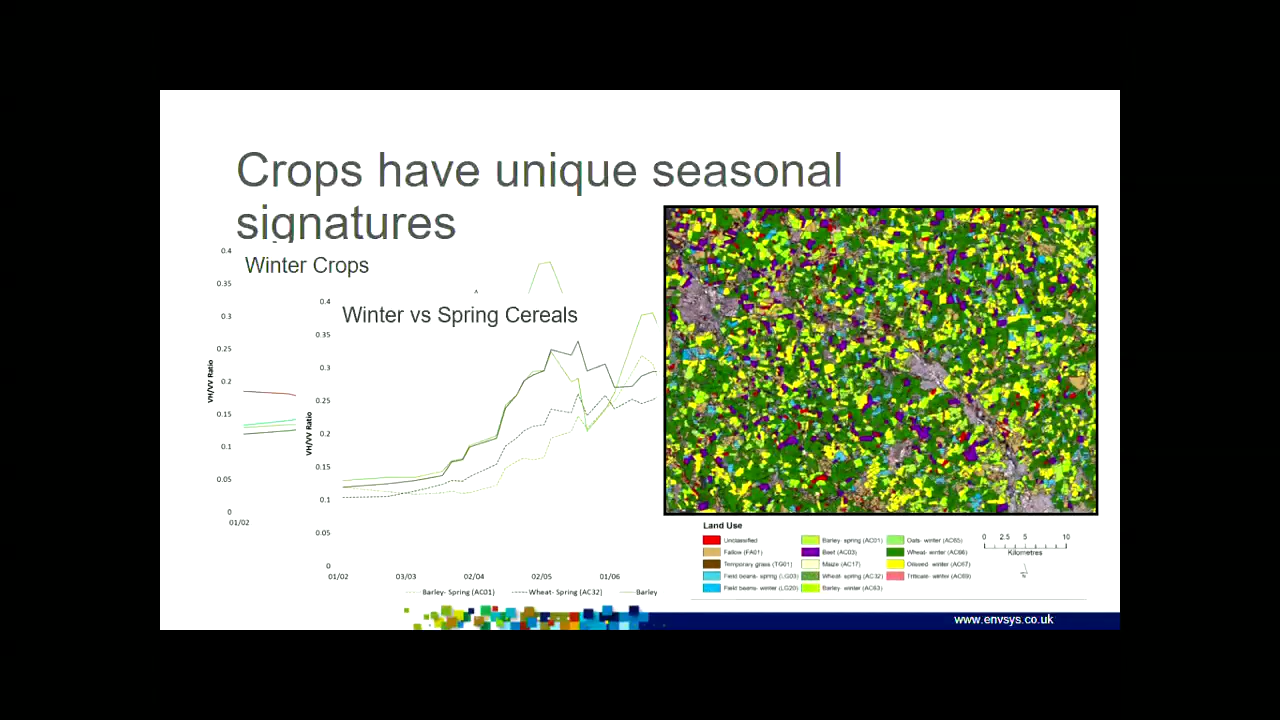 Crops have unique seasonal
signatures
Winter Crops
0.4
0.35
0.3
0.25
0.2
0.15
0.1
0.05
0
VH/VV Ratio
01/02
Winter vs Spring Cereals
0.4
0.35
0.3
0.25
0.2
0.15
0.1
0.05
0
VH/VV Ratio
01/02 03/03 02/04 02/05 01/06
Barley- Spring (AC01) Wheat- Spring (AC32) Barley
Land Use
Unclassified
Fallow (FA01)
Temporary grass (TG01)
Field beans- spring (LG03)
Field beans- winter (LG20)
Barley- spring (AC01)
Beet (AC03)
Maize (AC17)
Wheat- spring (AC32)
Barley- winter (AC63)
Oats- winter (AC65)
Wheat- winter (AC66)
Oilseed- winter (AC67)
Triticale- winter (AC69)
0 2.5 5 10
Kilometres
www.envsys.co.uk